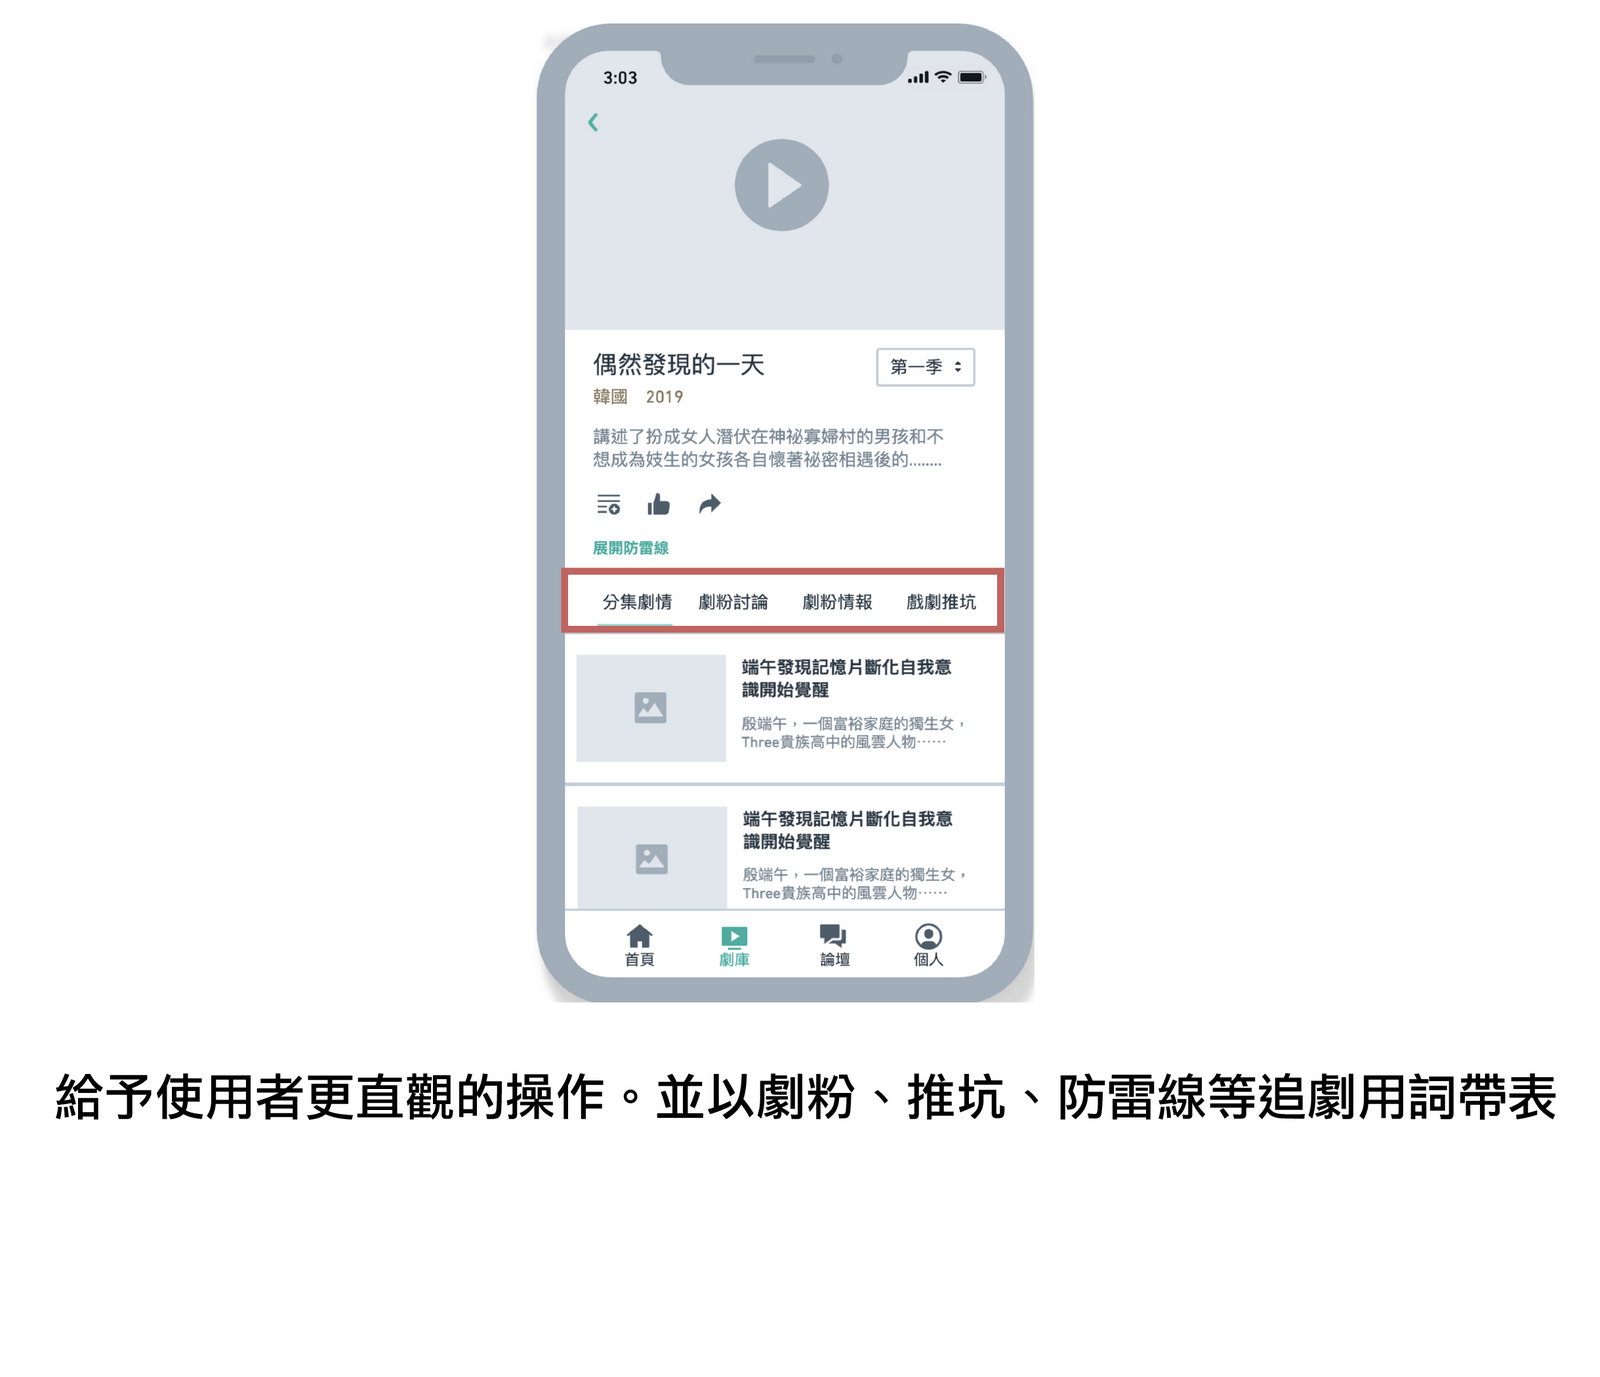 3:03
偶然發現的一天
第一季
韓國 2019
講述了扮成女人潛伏在神祕寡婦村的男孩和不
想成為妓生的女孩各自懷著祕密相遇後的........
展開防雷線
分集劇情 劇粉討論 劇粉情報 戲劇推坑
端午發現記憶片斷化自我意
識開始覺醒
殷端午，一個富裕家庭的獨生女，
Three貴族高中的風雲人物⋯⋯
端午發現記憶片斷化自我意
識開始覺醒
殷端午，一個富裕家庭的獨生女，
Three貴族高中的風雲人物⋯⋯
首頁 劇庫 論壇 個人
給予使用者更直觀的操作。並以劇粉、推坑、防雷線等追劇用詞帶表